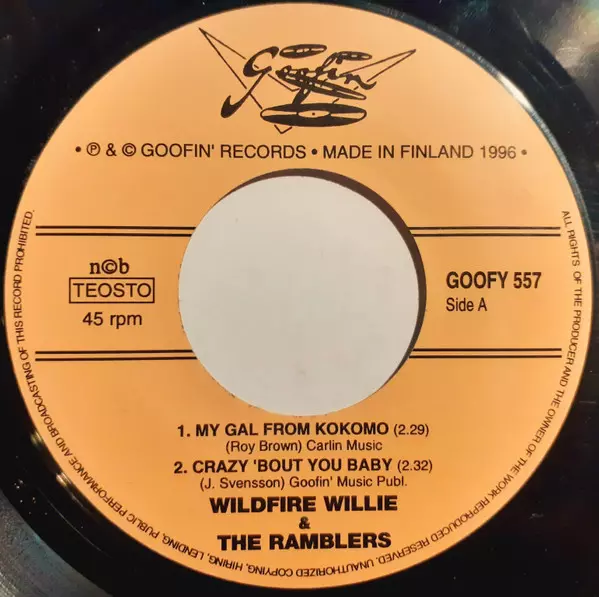 Goofin'
• ℗ & © GOOFIN' RECORDS • MADE IN FINLAND 1996 •
n©b
TEOSTO
45 rpm
GOOFY 557
Side A
1. MY GAL FROM KOKOMO (2.29)
(Roy Brown) Carlin Music
2. CRAZY 'BOUT YOU BABY (2.32)
(J. Svensson) Goofin' Music Publ.
WILDFIRE WILLIE
&
THE RAMBLERS
ALL RIGHTS OF THE PRODUCER AND THE OWNER OF THE WORK REPRODUCED RESERVED. UNAUTHORIZED COPYING, HIRING, LENDING, PUBLIC PERFORMANCE AND BROADCASTING OF THIS RECORD PROHIBITED.